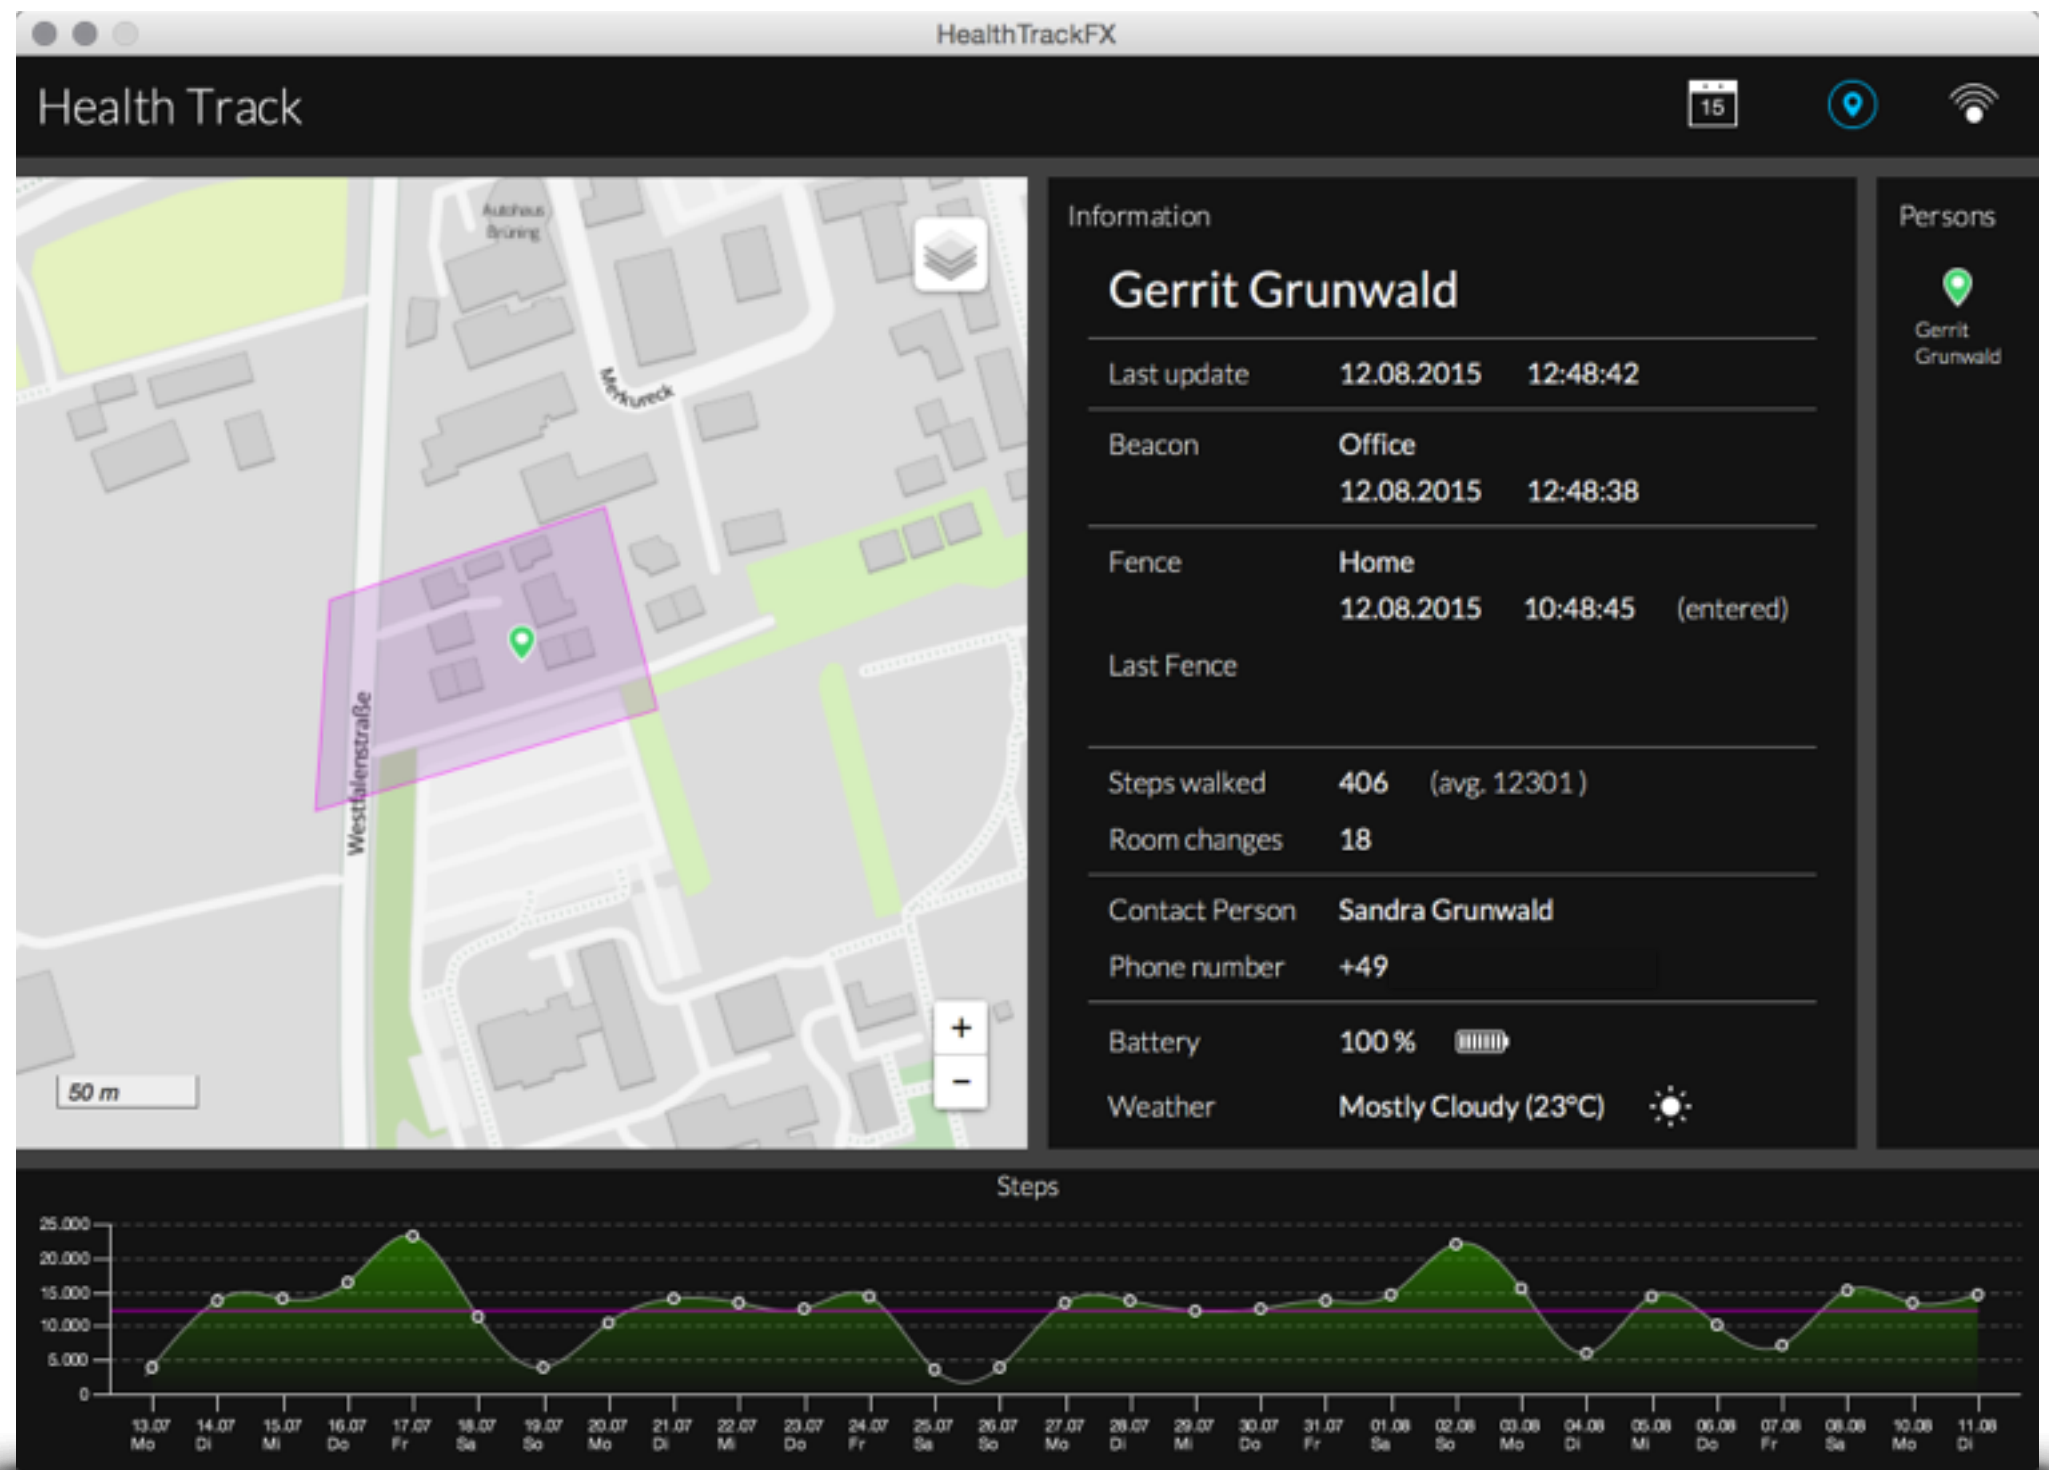 HealthTrackFX
Health Track
15
Autohaus
Brüning
Merkureck
Westfalenstraße
50 m
+
−
Information
Gerrit Grunwald
Last update 12.08.2015 12:48:42
Beacon Office
12.08.2015 12:48:38
Fence Home
12.08.2015 10:48:45 (entered)
Last Fence
Steps walked 406 (avg. 12301 )
Room changes 18
Contact Person Sandra Grunwald
Phone number +49
Battery 100 %
Weather Mostly Cloudy (23°C)
Persons
Gerrit
Grunwald
Steps
25.000
20.000
15.000
10.000
5.000
0
13.07 14.07 15.07 16.07 17.07 18.07 19.07 20.07 21.07 22.07 23.07 24.07 25.07 26.07 27.07 28.07 29.07 30.07 31.07 01.08 02.08 03.08 04.08 05.08 06.08 07.08 08.08 10.08 11.08
Mo Di Mi Do Fr Sa So Mo Di Mi Do Fr Sa So Mo Di Mi Do Fr Sa So Mo Di Mi Do Fr Sa Mo Di